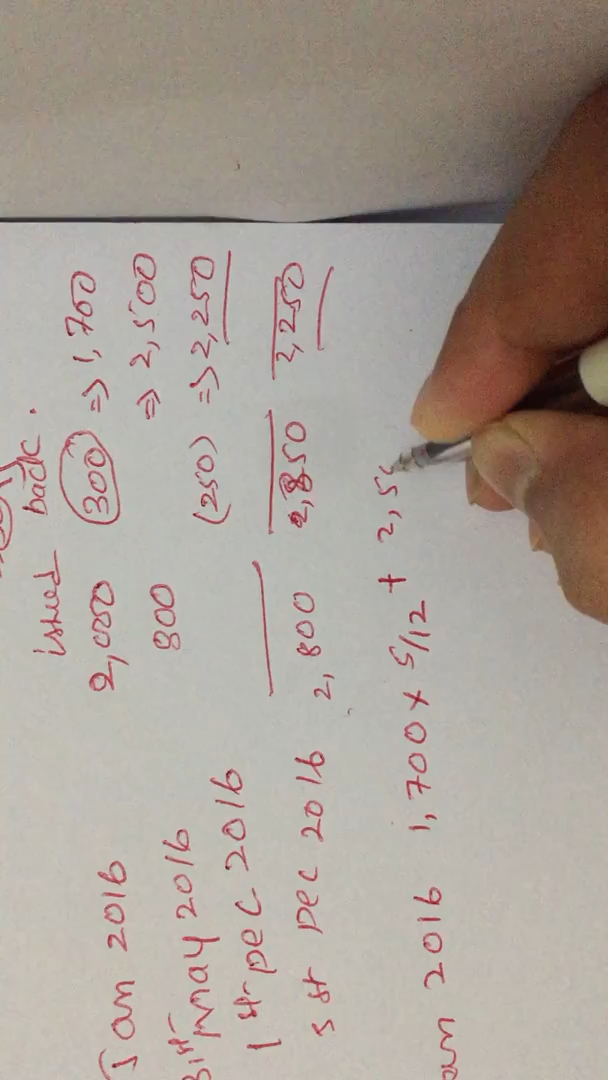 issued back.
Jan 2016 2,000 300 => 1,700
31st may 2016 800 => 2,500
1st Dec 2016 (250) => 2,250
31st Dec 2016 2,800 2,850 2,250
2016 1,700 x 5/12 + 2,5